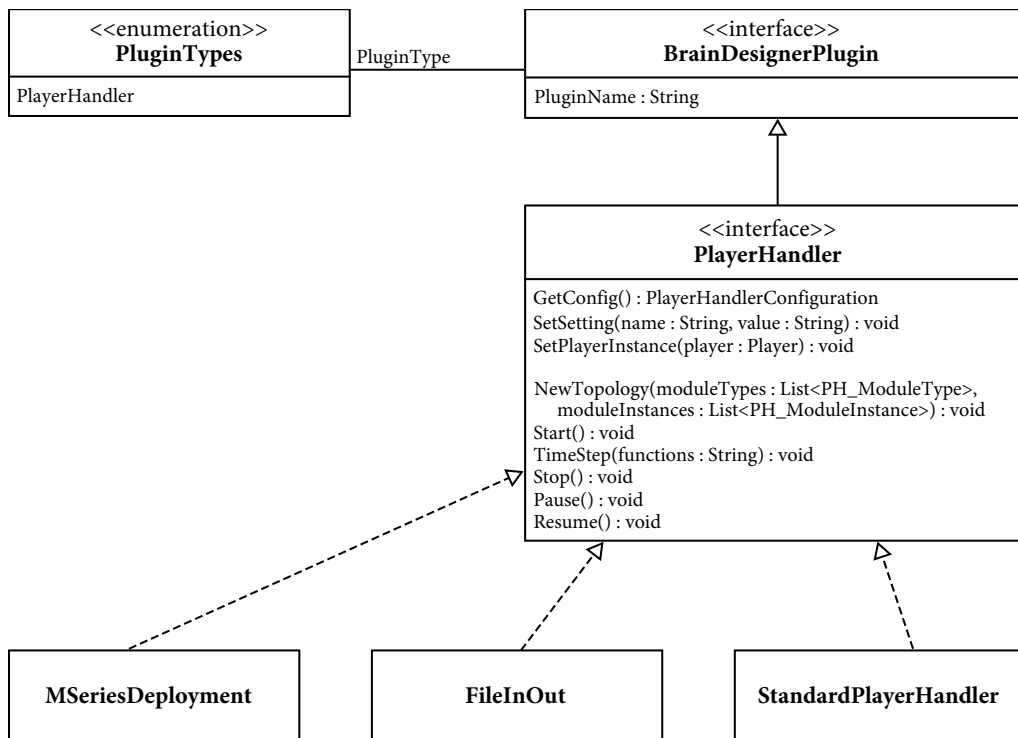 <<enumeration>>
PluginTypes
PlayerHandler
PluginType
<<interface>>
BrainDesignerPlugin
PluginName : String
<<interface>>
PlayerHandler
GetConfig() : PlayerHandlerConfiguration
SetSetting(name : String, value : String) : void
SetPlayerInstance(player : Player) : void
NewTopology(moduleTypes : List<PH_ModuleType>,
moduleInstances : List<PH_ModuleInstance>) : void
Start() : void
TimeStep(functions : String) : void
Stop() : void
Pause() : void
Resume() : void
MSeriesDeployment
FileInOut
StandardPlayerHandler